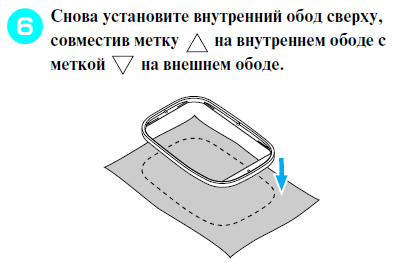 6
Снова установите внутренний обод сверху,
совместив метку △ на внутреннем ободе с
меткой ▽ на внешнем ободе.